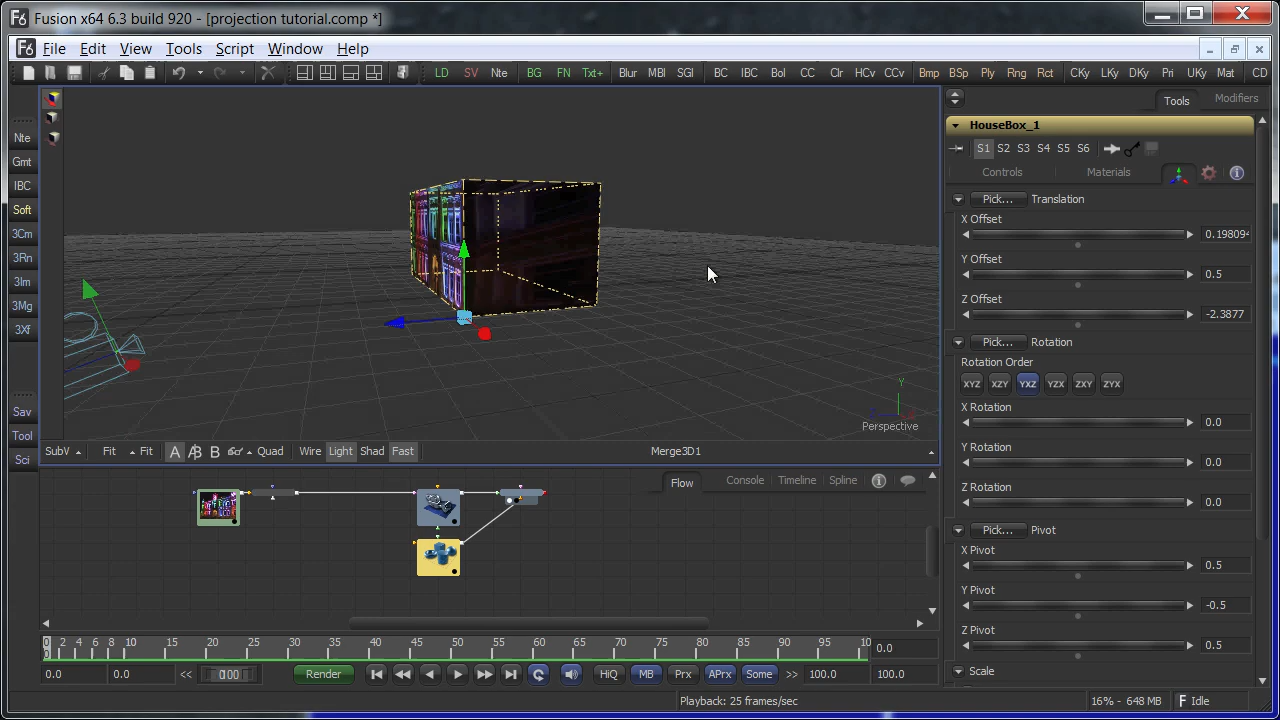 Fusion x64 6.3 build 920 - [projection tutorial.comp *]
File Edit View Tools Script Window Help
LD SV Nte BG FN Txt+ Blur MBl SGl BC IBC Bol CC Clr HCv CCv Bmp BSp Ply Rng Rct CKy LKy DKy Pri UKy Mat CD
Tools Modifiers
HouseBox_1
Nte
Gmt
IBC
Soft
3Cm
3Rn
3Im
3Mg
3Xf
Sav
Tool
Sci
S1 S2 S3 S4 S5 S6
Controls Materials
Pick... Translation
X Offset
0.198094
Y Offset
0.5
Z Offset
-2.3877
Pick... Rotation
Rotation Order
XYZ XZY YXZ YZX ZXY ZYX
X Rotation
0.0
Y Rotation
0.0
Z Rotation
0.0
Pick... Pivot
X Pivot
0.5
Y Pivot
-0.5
Z Pivot
0.5
Scale
Y
Perspective
SubV Fit Fit A A/B B Quad Wire Light Shad Fast Merge3D1
Flow Console Timeline Spline
0 2 4 6 8 10 15 20 25 30 35 40 45 50 55 60 65 70 75 80 85 90 95 10
0.0
0.0 0.0 << 0.0 Render HiQ MB Prx APrx Some >> 100.0 100.0
Playback: 25 frames/sec
16% - 648 MB
Idle